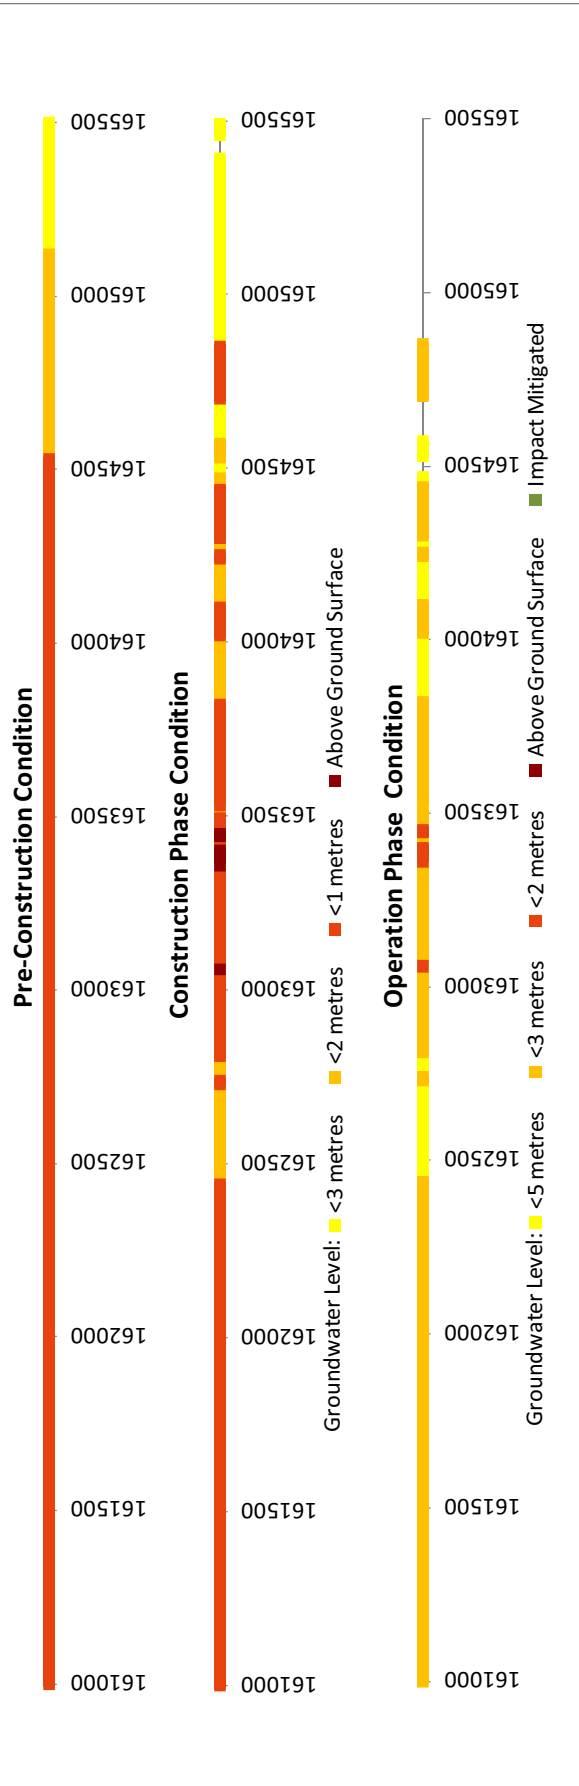 Pre-Construction Condition
161000 161500 162000 162500 163000 163500 164000 164500 165000 165500
Construction Phase Condition
161000 161500 162000 162500 163000 163500 164000 164500 165000 165500
Groundwater Level: <3 metres <2 metres <1 metres Above Ground Surface
Operation Phase Condition
161000 161500 162000 162500 163000 163500 164000 164500 165000 165500
Groundwater Level: <5 metres <3 metres <2 metres Above Ground Surface Impact Mitigated